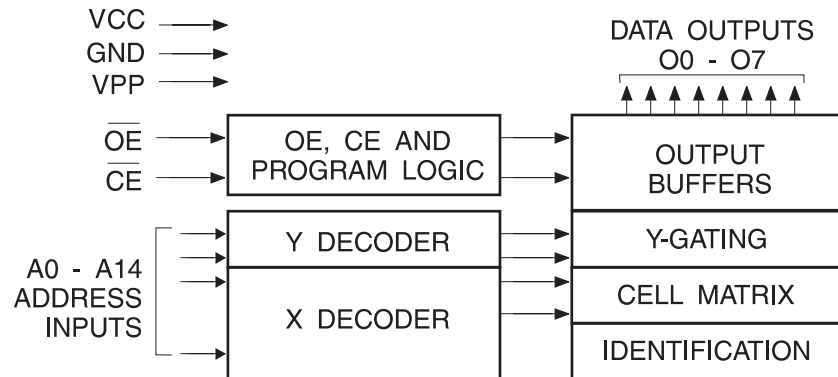 VCC
GND
VPP
DATA OUTPUTS
O0 - O7
OE
CE
OE, CE AND
PROGRAM LOGIC
OUTPUT
BUFFERS
A0 - A14
ADDRESS
INPUTS
Y DECODER
Y-GATING
X DECODER
CELL MATRIX
IDENTIFICATION